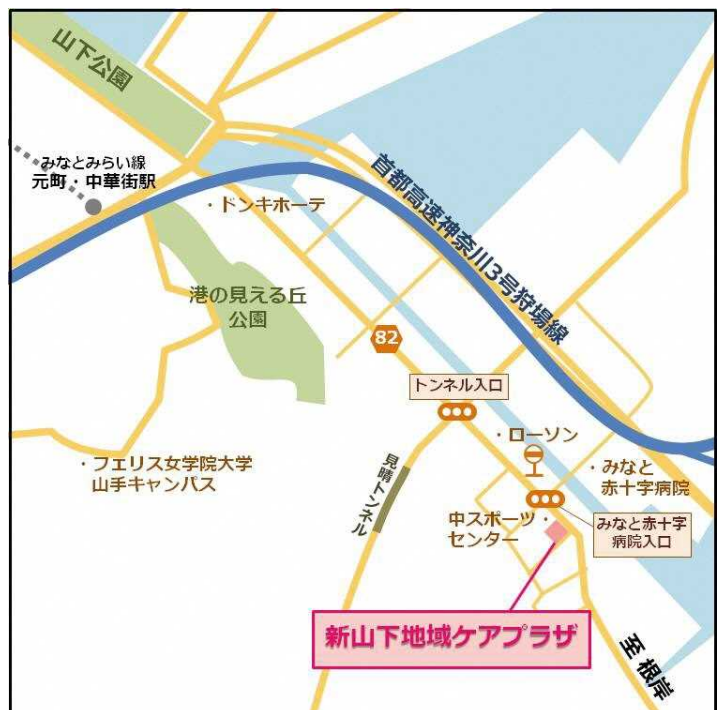 山下公園
みなとみらい線
元町・中華街駅
・ドンキホーテ
首都高速神奈川3号狩場線
港の見える丘
公園
82
トンネル入口
・ローソン
・フェリス女学院大学
山手キャンパス
見晴トンネル
・みなと
赤十字病院
中スポーツ・
センター
みなと赤十字
病院入口
新山下地域ケアプラザ
至 根岸